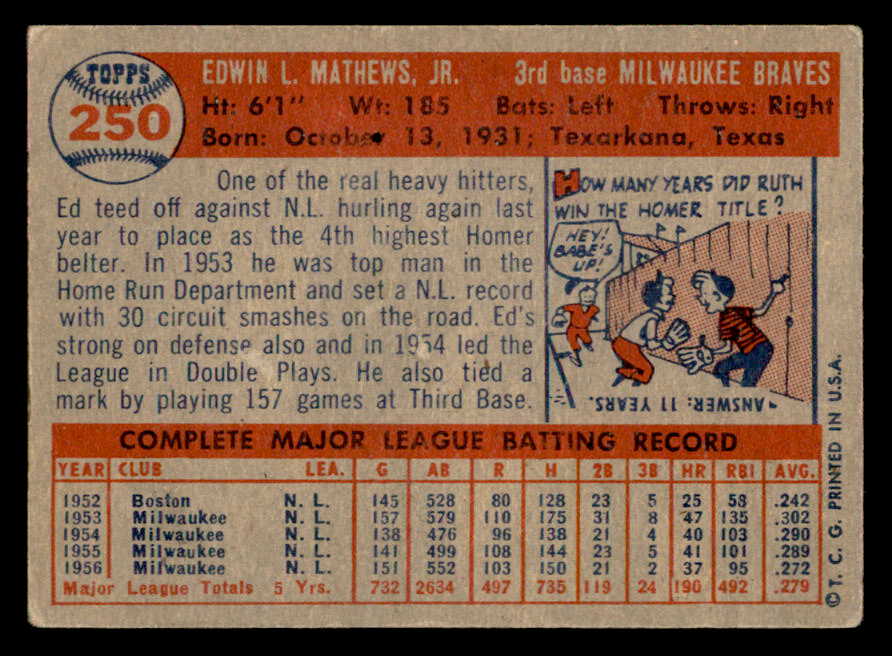 TOPPS
250
EDWIN L. MATHEWS, JR. 3rd base MILWAUKEE BRAVES
Ht: 6'1" Wt: 185 Bats: Left Throws: Right
Born: October 13, 1931; Texarkana, Texas
One of the real heavy hitters,
Ed teed off against N.L. hurling again last
year to place as the 4th highest Homer
belter. In 1953 he was top man in the
Home Run Department and set a N.L. record
with 30 circuit smashes on the road. Ed's
strong on defense also and in 1954 led the
League in Double Plays. He also tied a
mark by playing 157 games at Third Base.
HOW MANY YEARS DID RUTH
WIN THE HOMER TITLE?
HEY!
BABE'S
UP!
ANSWER: 11 YEARS.
COMPLETE MAJOR LEAGUE BATTING RECORD
YEAR CLUB LEA. G AB R H 2B 3B HR RBI AVG.
1952 Boston N. L. 145 528 80 128 23 5 25 58 .242
1953 Milwaukee N. L. 157 579 110 175 31 8 47 135 .302
1954 Milwaukee N. L. 138 476 96 138 21 4 40 103 .290
1955 Milwaukee N. L. 141 499 108 144 23 5 41 101 .289
1956 Milwaukee N. L. 151 552 103 150 21 2 37 95 .272
Major League Totals 5 Yrs. 732 2634 497 735 119 24 190 492 .279
© T. C. G. PRINTED IN U.S.A.